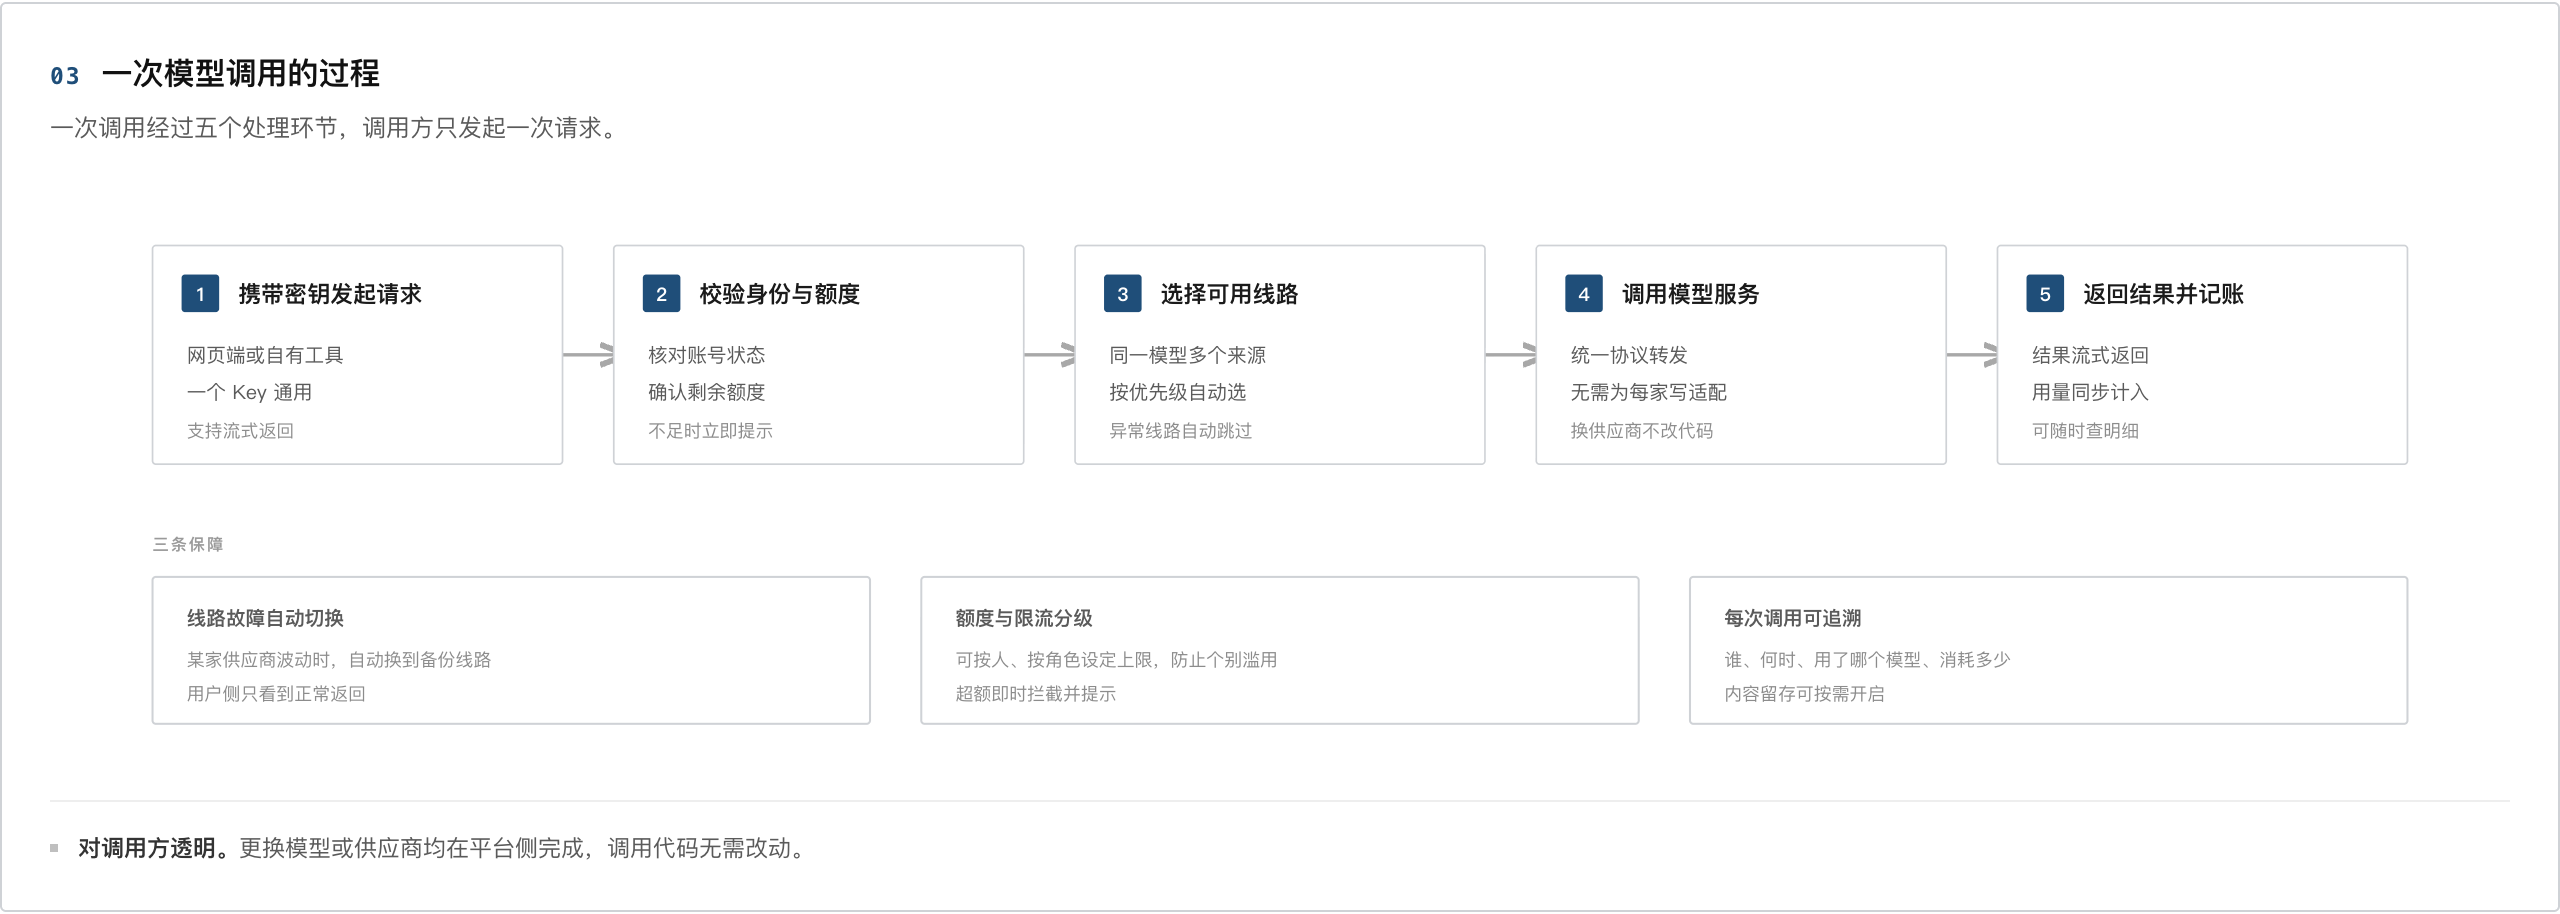 03 一次模型调用的过程
一次调用经过五个处理环节，调用方只发起一次请求。
1 携带密钥发起请求
网页端或自有工具
一个 Key 通用
支持流式返回
2 校验身份与额度
核对账号状态
确认剩余额度
不足时立即提示
3 选择可用线路
同一模型多个来源
按优先级自动选
异常线路自动跳过
4 调用模型服务
统一协议转发
无需为每家写适配
换供应商不改代码
5 返回结果并记账
结果流式返回
用量同步计入
可随时查明细
三条保障
线路故障自动切换
某家供应商波动时，自动换到备份线路
用户侧只看到正常返回
额度与限流分级
可按人、按角色设定上限，防止个别滥用
超额即时拦截并提示
每次调用可追溯
谁、何时、用了哪个模型、消耗多少
内容留存可按需开启
对调用方透明。更换模型或供应商均在平台侧完成，调用代码无需改动。